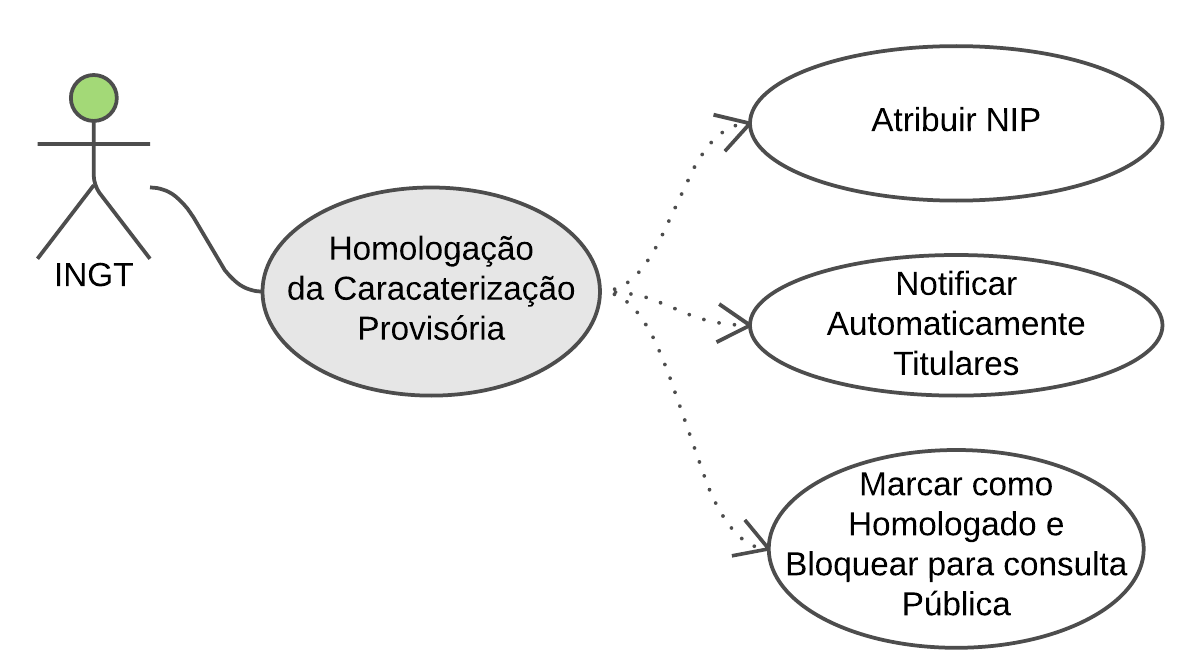 INGT
Homologação
da Caracaterização
Provisória
Atribuir NIP
Notificar
Automaticamente
Titulares
Marcar como
Homologado e
Bloquear para consulta
Pública